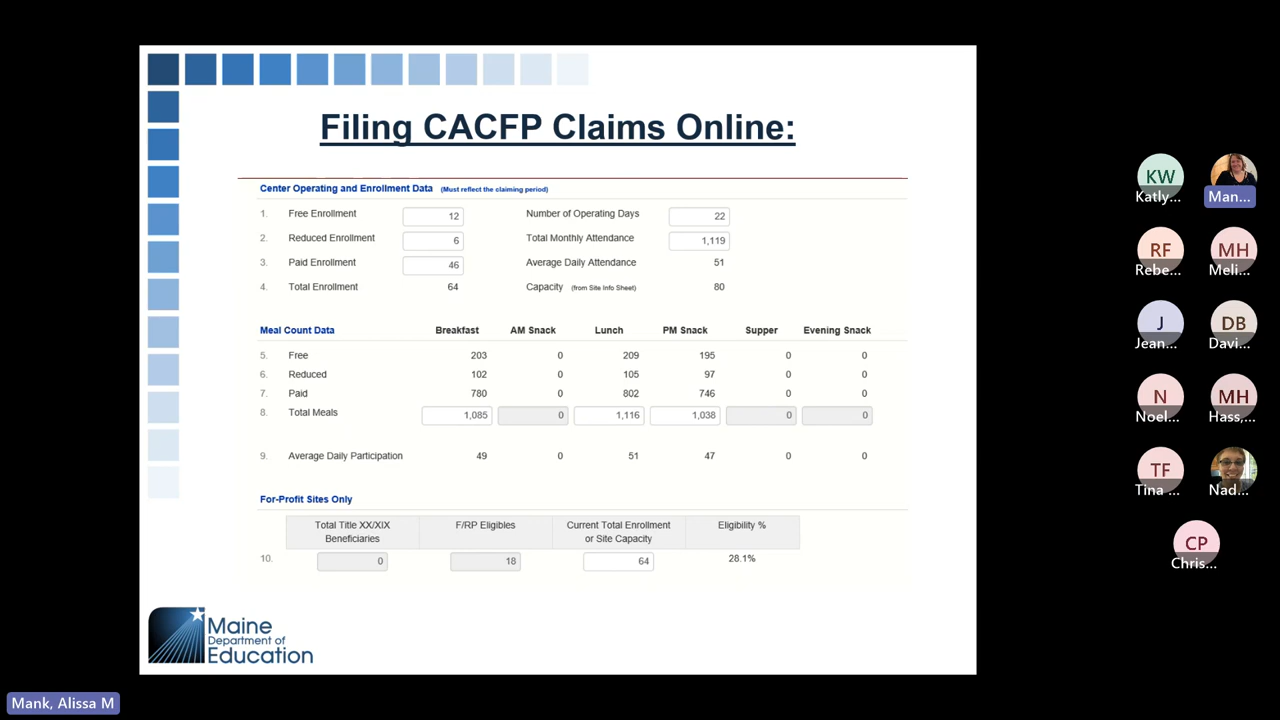 Filing CACFP Claims Online:
Center Operating and Enrollment Data (Must reflect the claiming period)
1. Free Enrollment 12 Number of Operating Days 22
2. Reduced Enrollment 6 Total Monthly Attendance 1,119
3. Paid Enrollment 46 Average Daily Attendance 51
4. Total Enrollment 64 Capacity (from Site Info Sheet) 80
Meal Count Data Breakfast AM Snack Lunch PM Snack Supper Evening Snack
5. Free 203 0 209 195 0 0
6. Reduced 102 0 105 97 0 0
7. Paid 780 0 802 746 0 0
8. Total Meals 1,085 0 1,116 1,038 0 0
9. Average Daily Participation 49 0 51 47 0 0
For-Profit Sites Only
Total Title XX/XIX F/RP Eligibles Current Total Enrollment Eligibility %
Beneficiaries or Site Capacity
10. 0 18 64 28.1%
Maine
Department of
Education
Mank, Alissa M
KW
Katly... Man...
RF MH
Rebe... Meli...
J DB
Jean... Davi...
N MH
Noel... Hass,...
TF
Tina ... Nad...
CP
Chris...